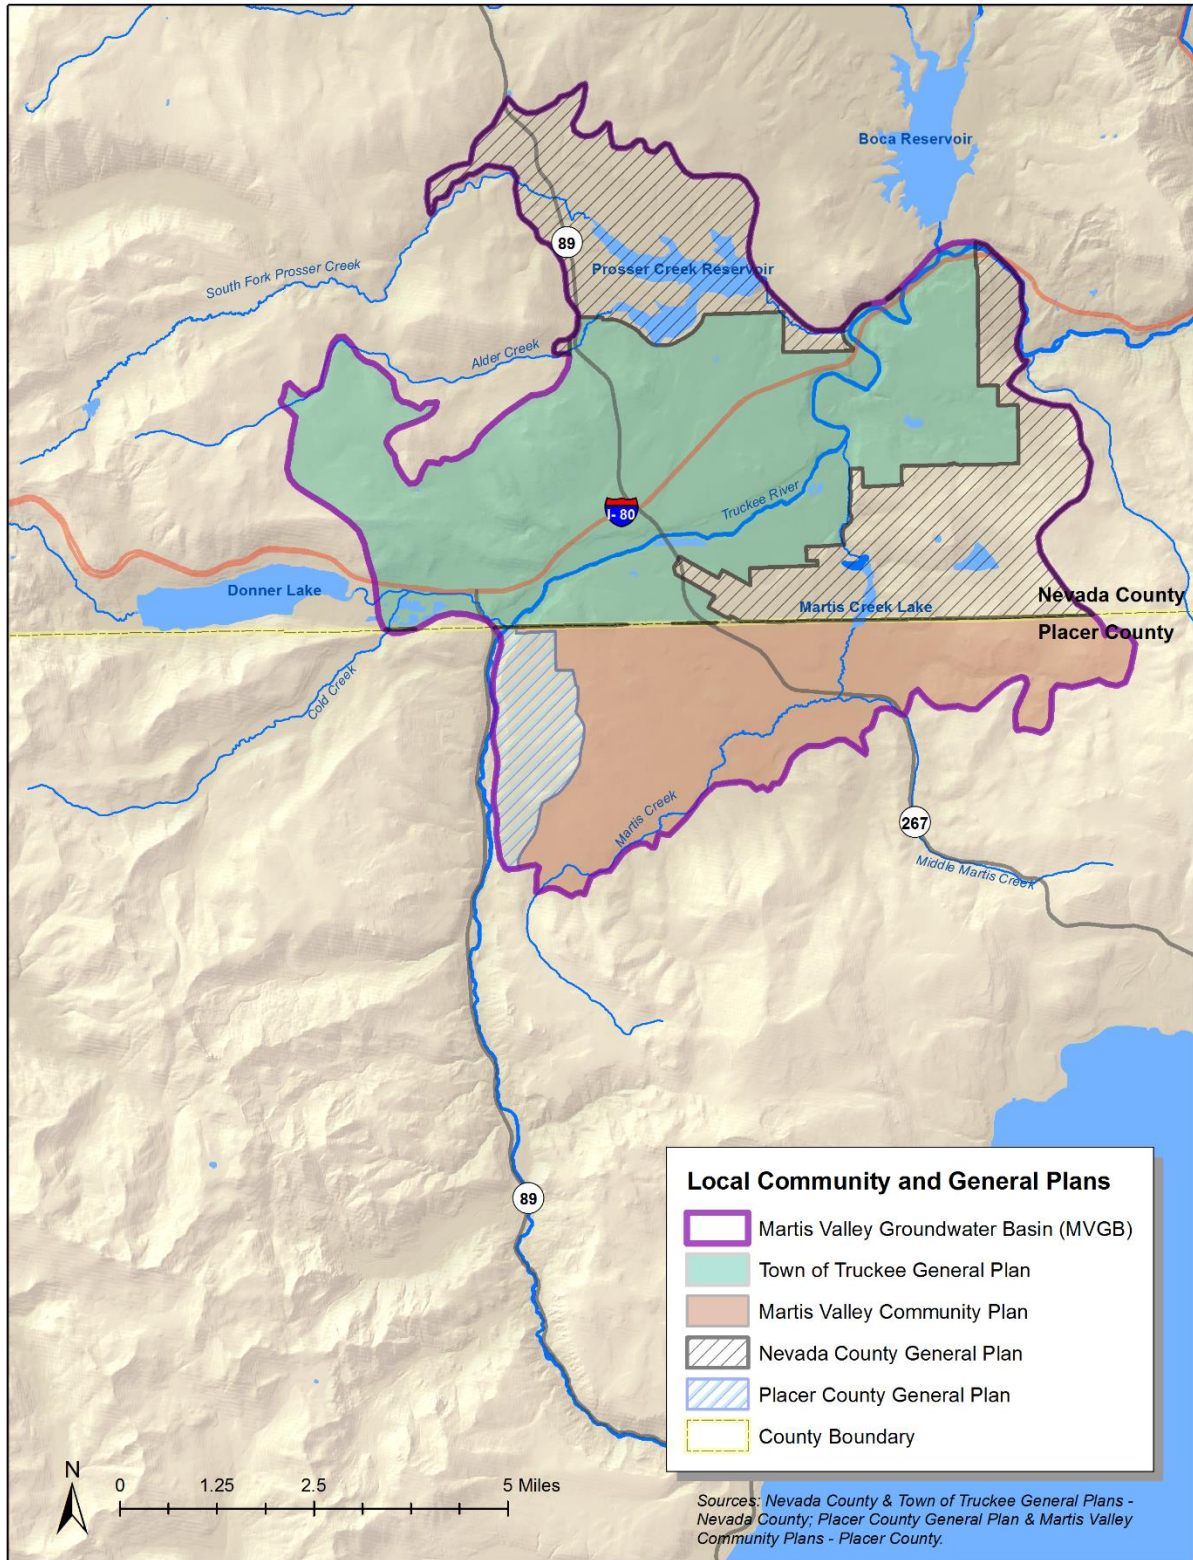 Boca Reservoir
89
Prosser Creek Reservoir
South Fork Prosser Creek
Alder Creek
Truckee River
I- 80
Donner Lake
Nevada County
Martis Creek Lake
Placer County
Cold Creek
Martis Creek
267
Middle Martis Creek
89
Local Community and General Plans
Martis Valley Groundwater Basin (MVGB)
Town of Truckee General Plan
Martis Valley Community Plan
Nevada County General Plan
Placer County General Plan
County Boundary
N
0 1.25 2.5 5 Miles
Sources: Nevada County & Town of Truckee General Plans -
Nevada County; Placer County General Plan & Martis Valley
Community Plans - Placer County.